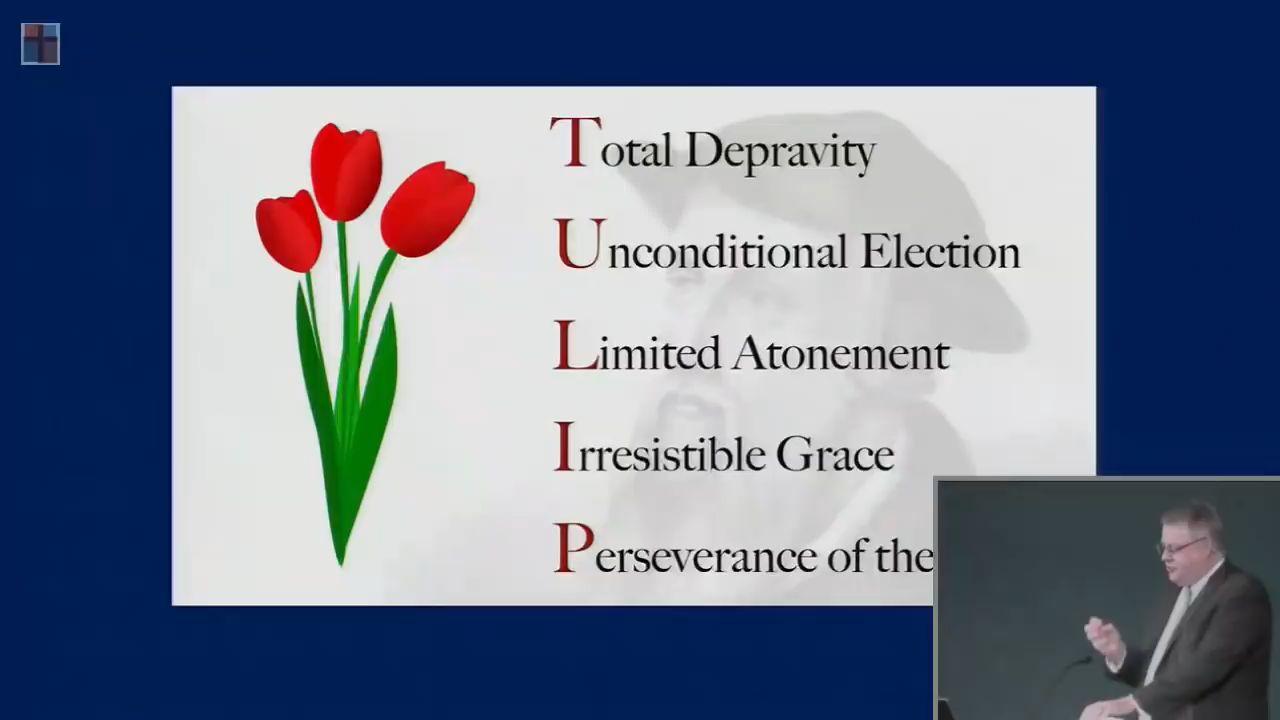 Total Depravity
Unconditional Election
Limited Atonement
Irresistible Grace
Perseverance of the